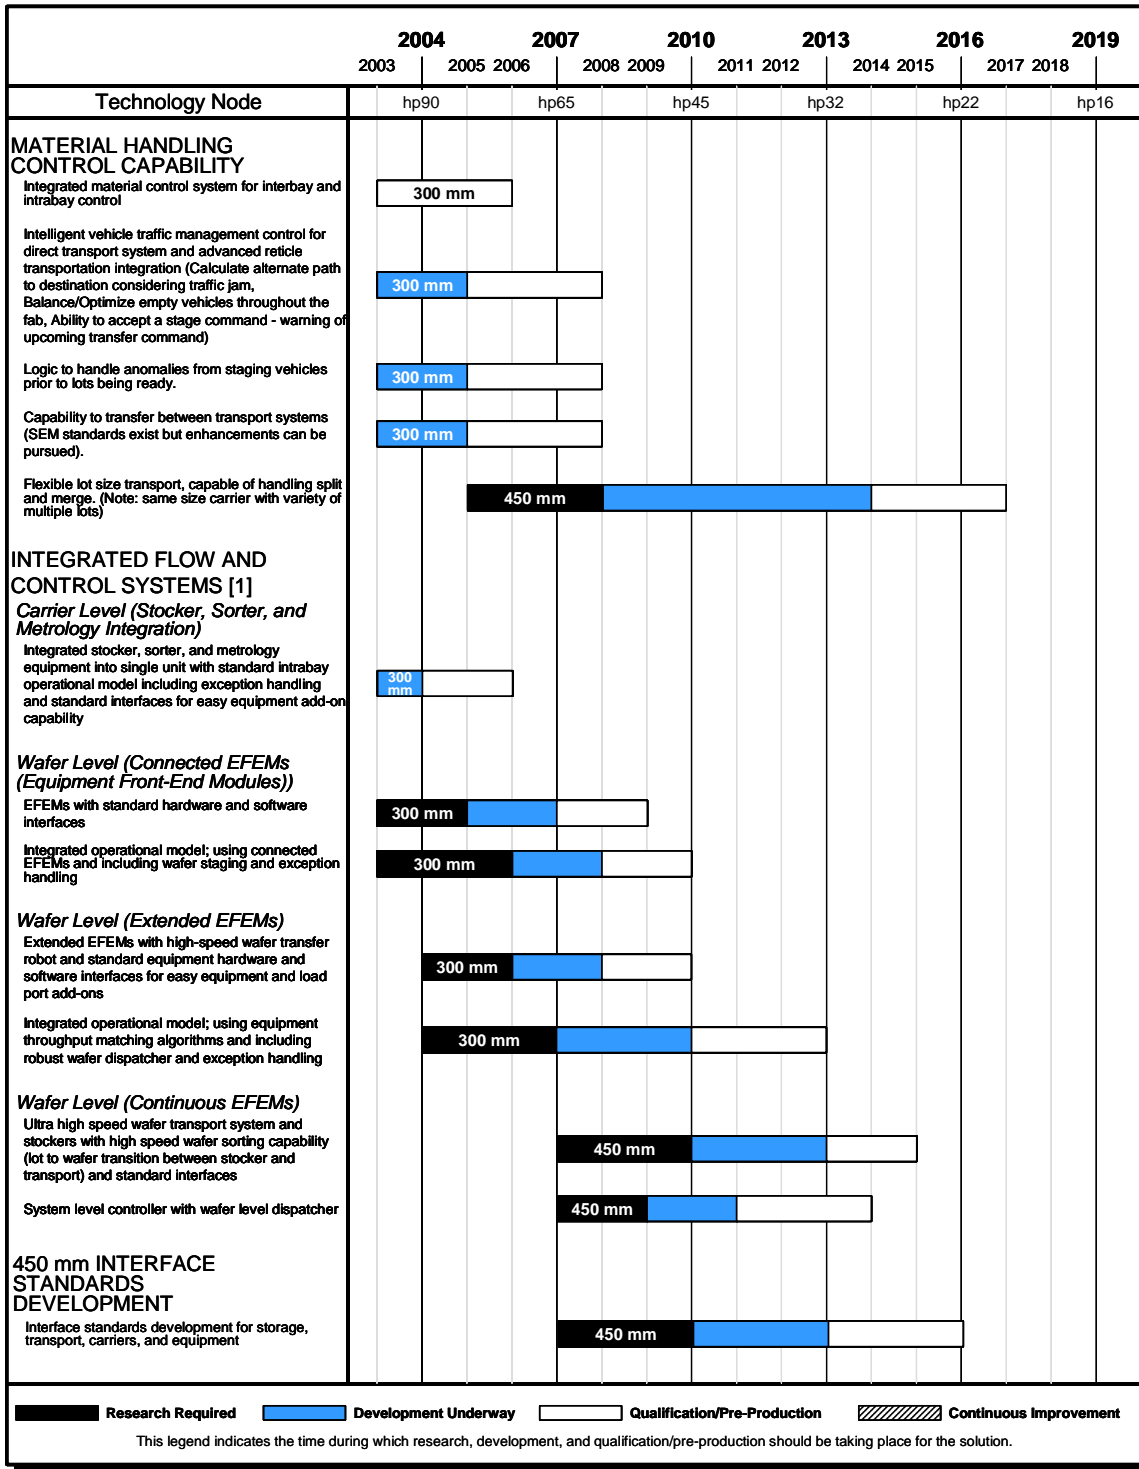 2004 2007 2010 2013 2016 2019
2003 2005 2006 2008 2009 2011 2012 2014 2015 2017 2018
Technology Node hp90 hp65 hp45 hp32 hp22 hp16
MATERIAL HANDLING
CONTROL CAPABILITY
Integrated material control system for interbay and
intrabay control
300 mm
Intelligent vehicle traffic management control for
direct transport system and advanced reticle
transportation integration (Calculate alternate path
to destination considering traffic jam,
Balance/Optimize empty vehicles throughout the
fab, Ability to accept a stage command - warning of
upcoming transfer command)
300 mm
Logic to handle anomalies from staging vehicles
prior to lots being ready.
300 mm
Capability to transfer between transport systems
(SEM standards exist but enhancements can be
pursued).
300 mm
Flexible lot size transport, capable of handling split
and merge. (Note: same size carrier with variety of
multiple lots)
450 mm
INTEGRATED FLOW AND
CONTROL SYSTEMS [1]
Carrier Level (Stocker, Sorter, and
Metrology Integration)
Integrated stocker, sorter, and metrology
equipment into single unit with standard intrabay
operational model including exception handling
and standard interfaces for easy equipment add-on
capability
300
mm
Wafer Level (Connected EFEMs
(Equipment Front-End Modules))
EFEMs with standard hardware and software
interfaces
300 mm
Integrated operational model; using connected
EFEMs and including wafer staging and exception
handling
300 mm
Wafer Level (Extended EFEMs)
Extended EFEMs with high-speed wafer transfer
robot and standard equipment hardware and
software interfaces for easy equipment and load
port add-ons
300 mm
Integrated operational model; using equipment
throughput matching algorithms and including
robust wafer dispatcher and exception handling
300 mm
Wafer Level (Continuous EFEMs)
Ultra high speed wafer transport system and
stockers with high speed wafer sorting capability
(lot to wafer transition between stocker and
transport) and standard interfaces
450 mm
System level controller with wafer level dispatcher
450 mm
450 mm INTERFACE
STANDARDS
DEVELOPMENT
Interface standards development for storage,
transport, carriers, and equipment
450 mm
Research Required Development Underway Qualification/Pre-Production Continuous Improvement
This legend indicates the time during which research, development, and qualification/pre-production should be taking place for the solution.